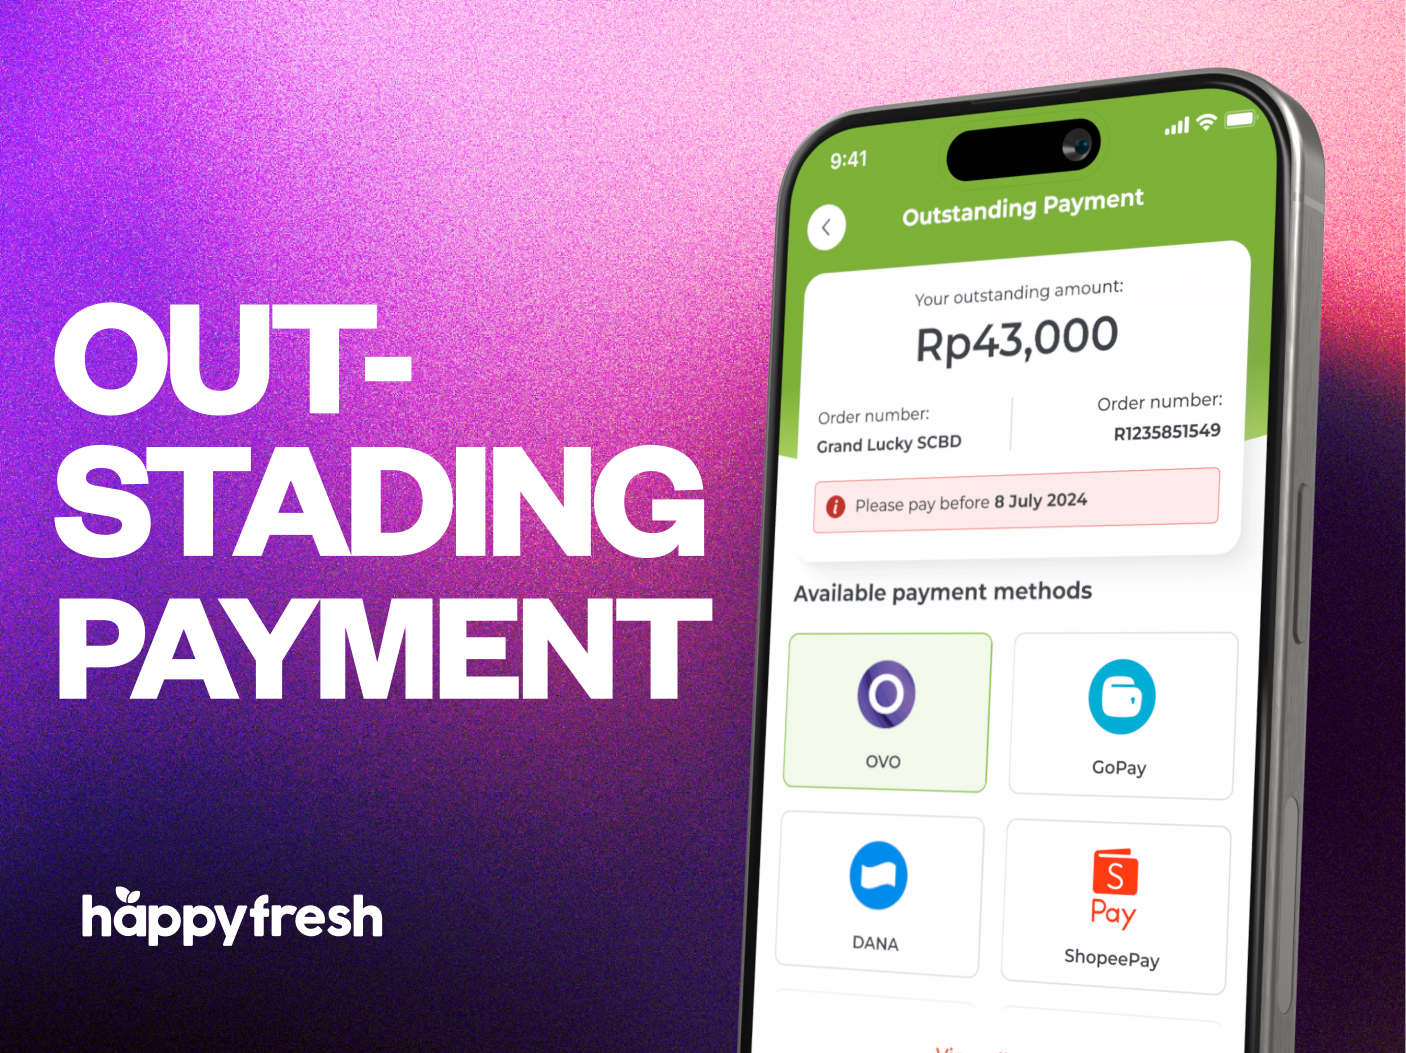 OUT-
STADING
PAYMENT
happyfresh
9:41
Outstanding Payment
Your outstanding amount:
Rp43,000
Order number:
Grand Lucky SCBD
Order number:
R1235851549
Please pay before 8 July 2024
Available payment methods
OVO
GoPay
DANA
S
Pay
ShopeePay